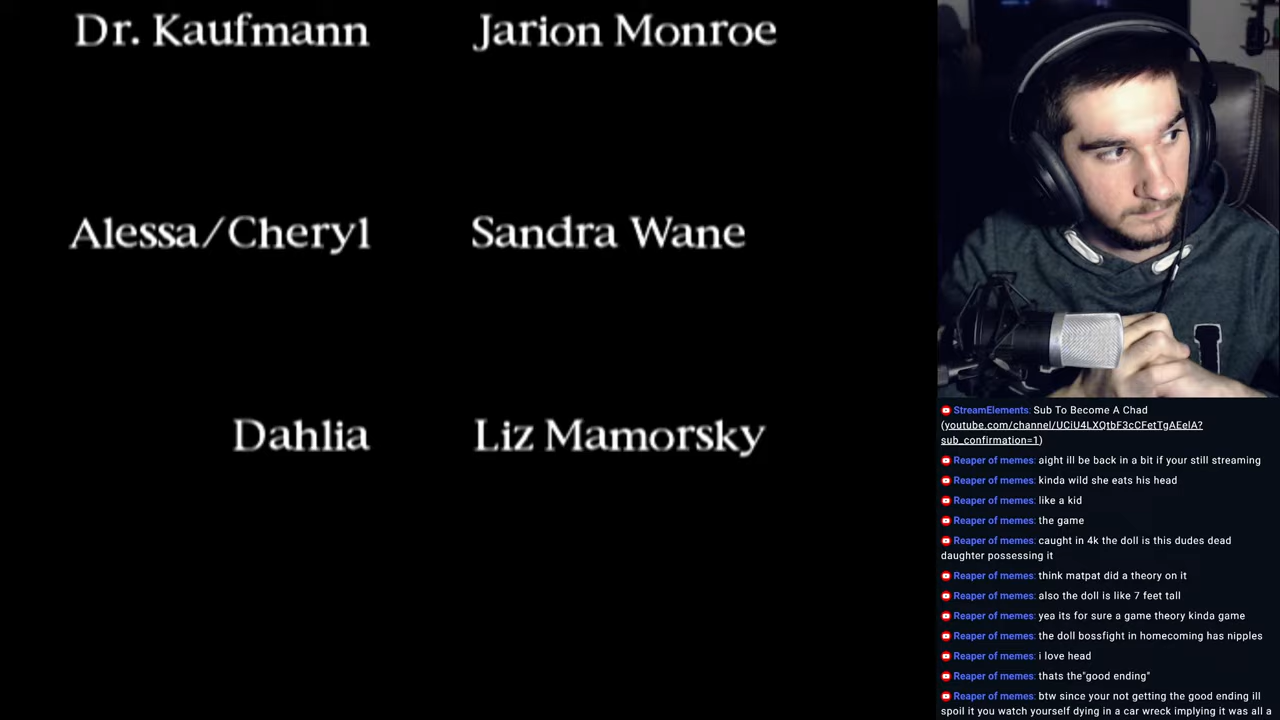 Dr. Kaufmann Jarion Monroe
Alessa/Cheryl Sandra Wane
Dahlia Liz Mamorsky
StreamElements: Sub To Become A Chad
(youtube.com/channel/UCiU4LXQtbF3cCFetTgAEeIA?
sub_confirmation=1)
Reaper of memes: aight ill be back in a bit if your still streaming
Reaper of memes: kinda wild she eats his head
Reaper of memes: like a kid
Reaper of memes: the game
Reaper of memes: caught in 4k the doll is this dudes dead
daughter possessing it
Reaper of memes: think matpat did a theory on it
Reaper of memes: also the doll is like 7 feet tall
Reaper of memes: yea its for sure a game theory kinda game
Reaper of memes: the doll bossfight in homecoming has nipples
Reaper of memes: i love head
Reaper of memes: thats the"good ending"
Reaper of memes: btw since your not getting the good ending ill
spoil it you watch yourself dying in a car wreck implying it was all a